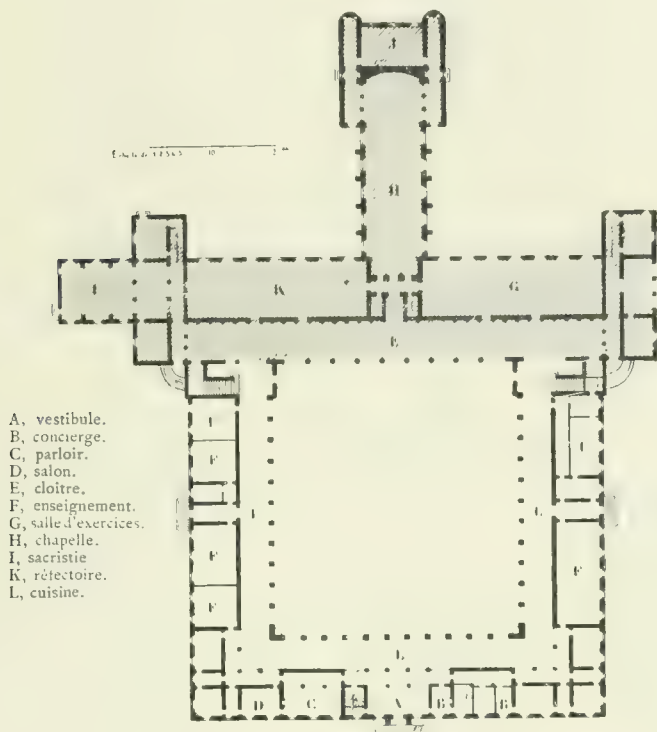 J
H
K
G
E
F
F
F
F
D
C
A
B
B
A, vestibule.
B, concierge.
C, parloir.
D, salon.
E, cloître.
F, enseignement.
G, salle d'exercices.
H, chapelle.
I, sacristie
K, réfectoire.
L, cuisine.